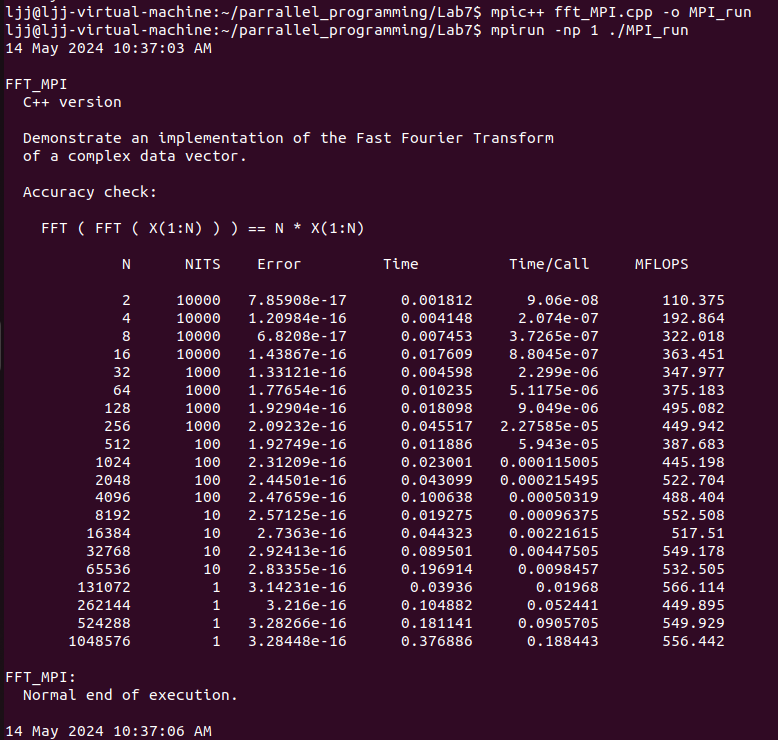 ljj@ljj-virtual-machine:~/parrallel_programming/Lab7$ mpic++ fft_MPI.cpp -o MPI_run
ljj@ljj-virtual-machine:~/parrallel_programming/Lab7$ mpirun -np 1 ./MPI_run
14 May 2024 10:37:03 AM

FFT_MPI
  C++ version

  Demonstrate an implementation of the Fast Fourier Transform
  of a complex data vector.

  Accuracy check:

    FFT ( FFT ( X(1:N) ) ) == N * X(1:N)

             N      NITS    Error         Time          Time/Call     MFLOPS

             2     10000   7.85908e-17      0.001812      9.06e-08       110.375
             4     10000   1.20984e-16      0.004148     2.074e-07       192.864
             8     10000    6.8208e-17      0.007453    3.7265e-07       322.018
            16     10000   1.43867e-16      0.017609    8.8045e-07       363.451
            32      1000   1.33121e-16      0.004598     2.299e-06       347.977
            64      1000   1.77654e-16      0.010235    5.1175e-06       375.183
           128      1000   1.92904e-16      0.018098     9.049e-06       495.082
           256      1000   2.09232e-16      0.045517   2.27585e-05       449.942
           512       100   1.92749e-16      0.011886     5.943e-05       387.683
          1024       100   2.31209e-16      0.023001   0.000115005       445.198
          2048       100   2.44501e-16      0.043099   0.000215495       522.704
          4096       100   2.47659e-16      0.100638    0.00050319       488.404
          8192        10   2.57125e-16      0.019275    0.00096375       552.508
         16384        10    2.7363e-16      0.044323    0.00221615        517.51
         32768        10   2.92413e-16      0.089501    0.00447505       549.178
         65536        10   2.83355e-16      0.196914     0.0098457       532.505
        131072         1   3.14231e-16       0.03936       0.01968       566.114
        262144         1     3.216e-16      0.104882      0.052441       449.895
        524288         1   3.28266e-16      0.181141     0.0905705       549.929
       1048576         1   3.28448e-16      0.376886      0.188443       556.442

FFT_MPI:
  Normal end of execution.

14 May 2024 10:37:06 AM